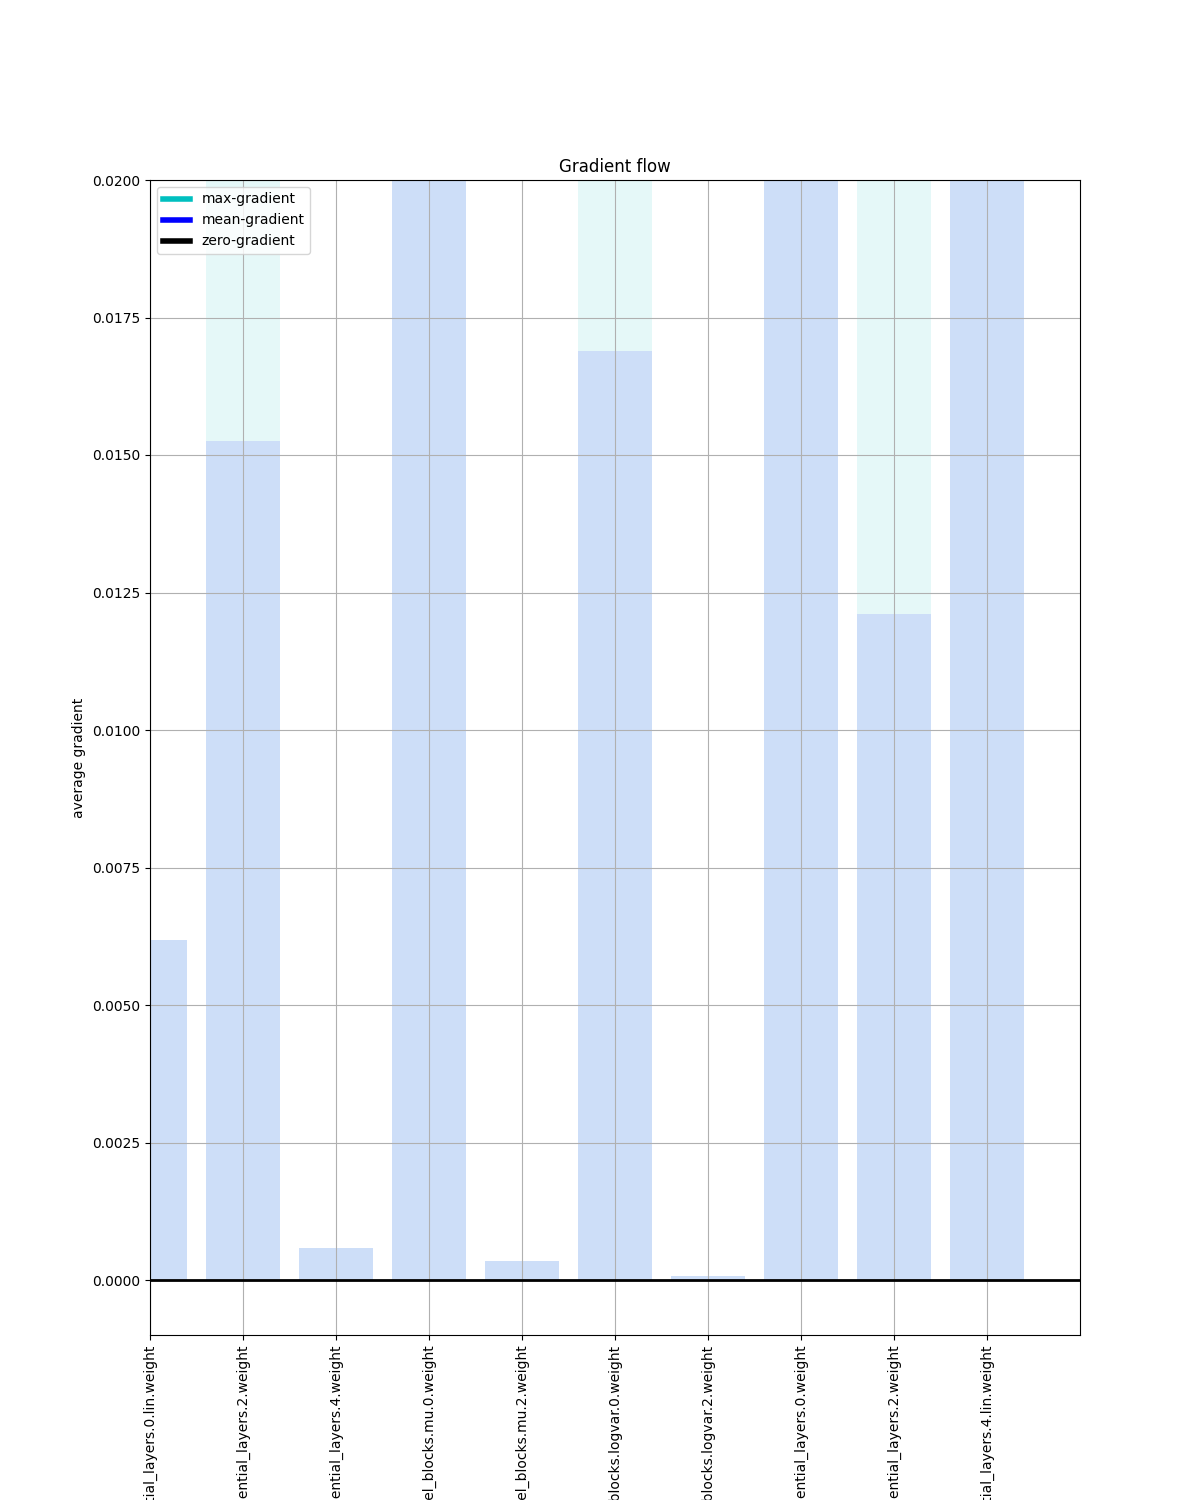 Gradient flow
max-gradient
mean-gradient
zero-gradient
0.0200
0.0175
0.0150
0.0125
0.0100
0.0075
0.0050
0.0025
0.0000
average gradient
tial_layers.0.lin.weight
ential_layers.2.weight
ential_layers.4.weight
el_blocks.mu.0.weight
el_blocks.mu.2.weight
blocks.logvar.0.weight
blocks.logvar.2.weight
ential_layers.0.weight
ential_layers.2.weight
tial_layers.4.lin.weight